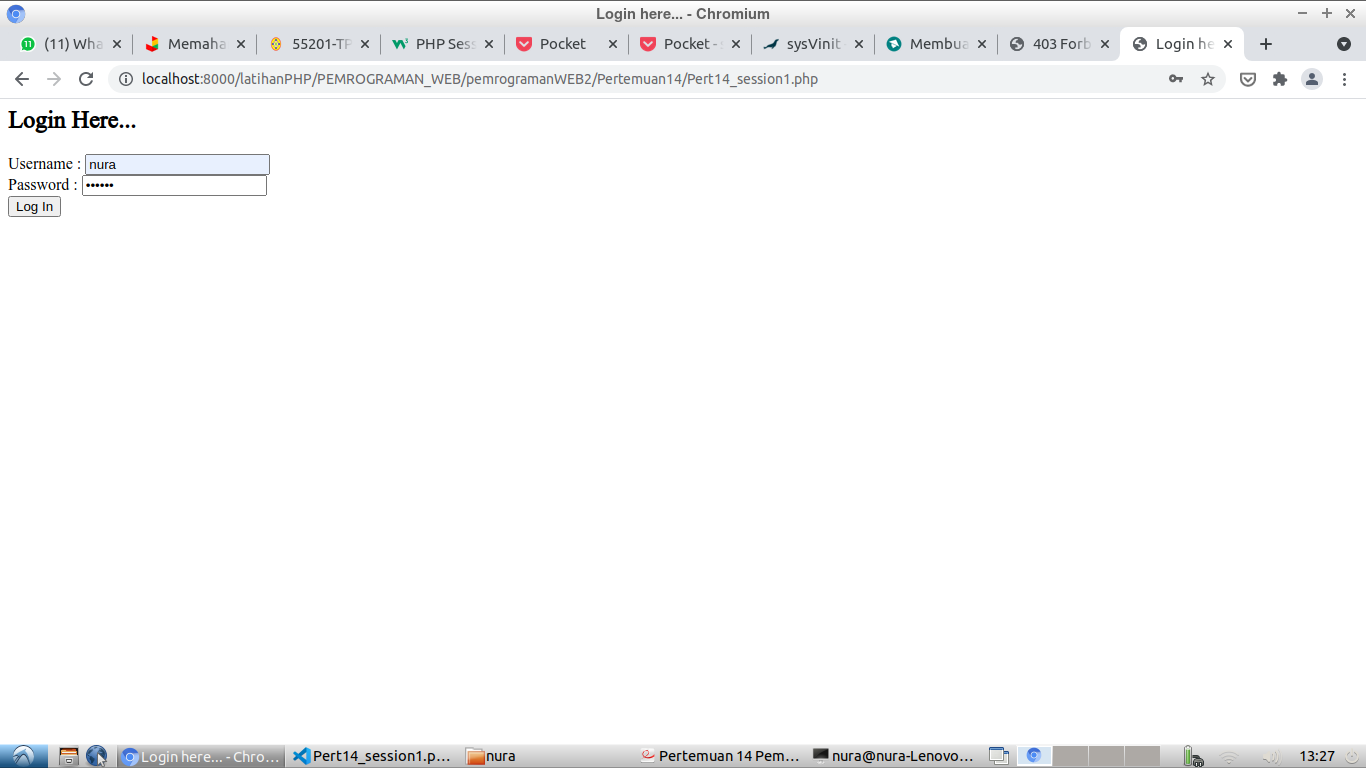 Login here... - Chromium
(11) Wha
Memaha
55201-TP
PHP Ses
Pocket
Pocket - s
sysVinit
Membua
403 Forb
Login he
localhost:8000/latihanPHP/PEMROGRAMAN_WEB/pemrogramanWEB2/Pertemuan14/Pert14_session1.php
Login Here...
Username : nura
Password : ••••••
Log In
Login here... - Chro...
Pert14_session1.p...
nura
Pertemuan 14 Pem...
nura@nura-Lenovo...
13:27